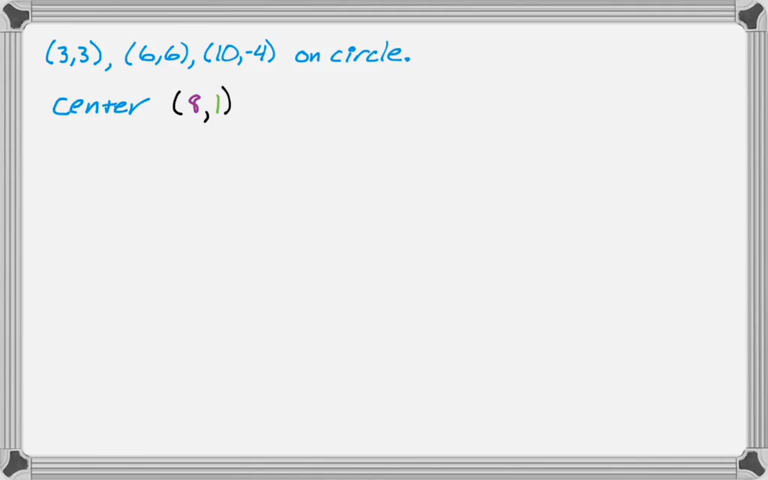 (3,3), (6,6), (10,-4) on circle.
center (8,1)